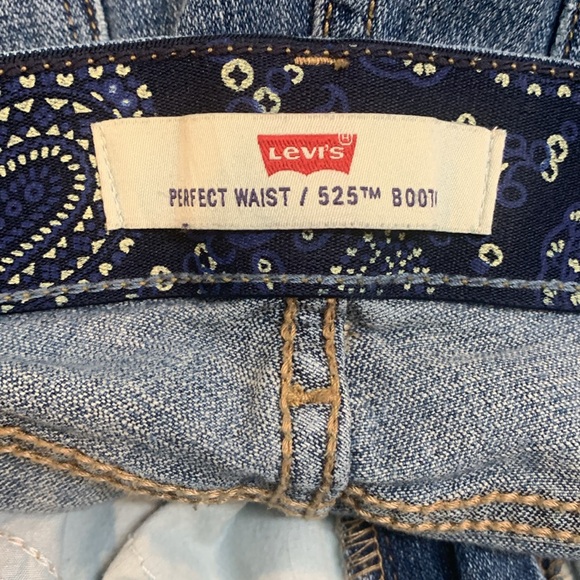 LEVI'S
PERFECT WAIST / 525™ BOOT